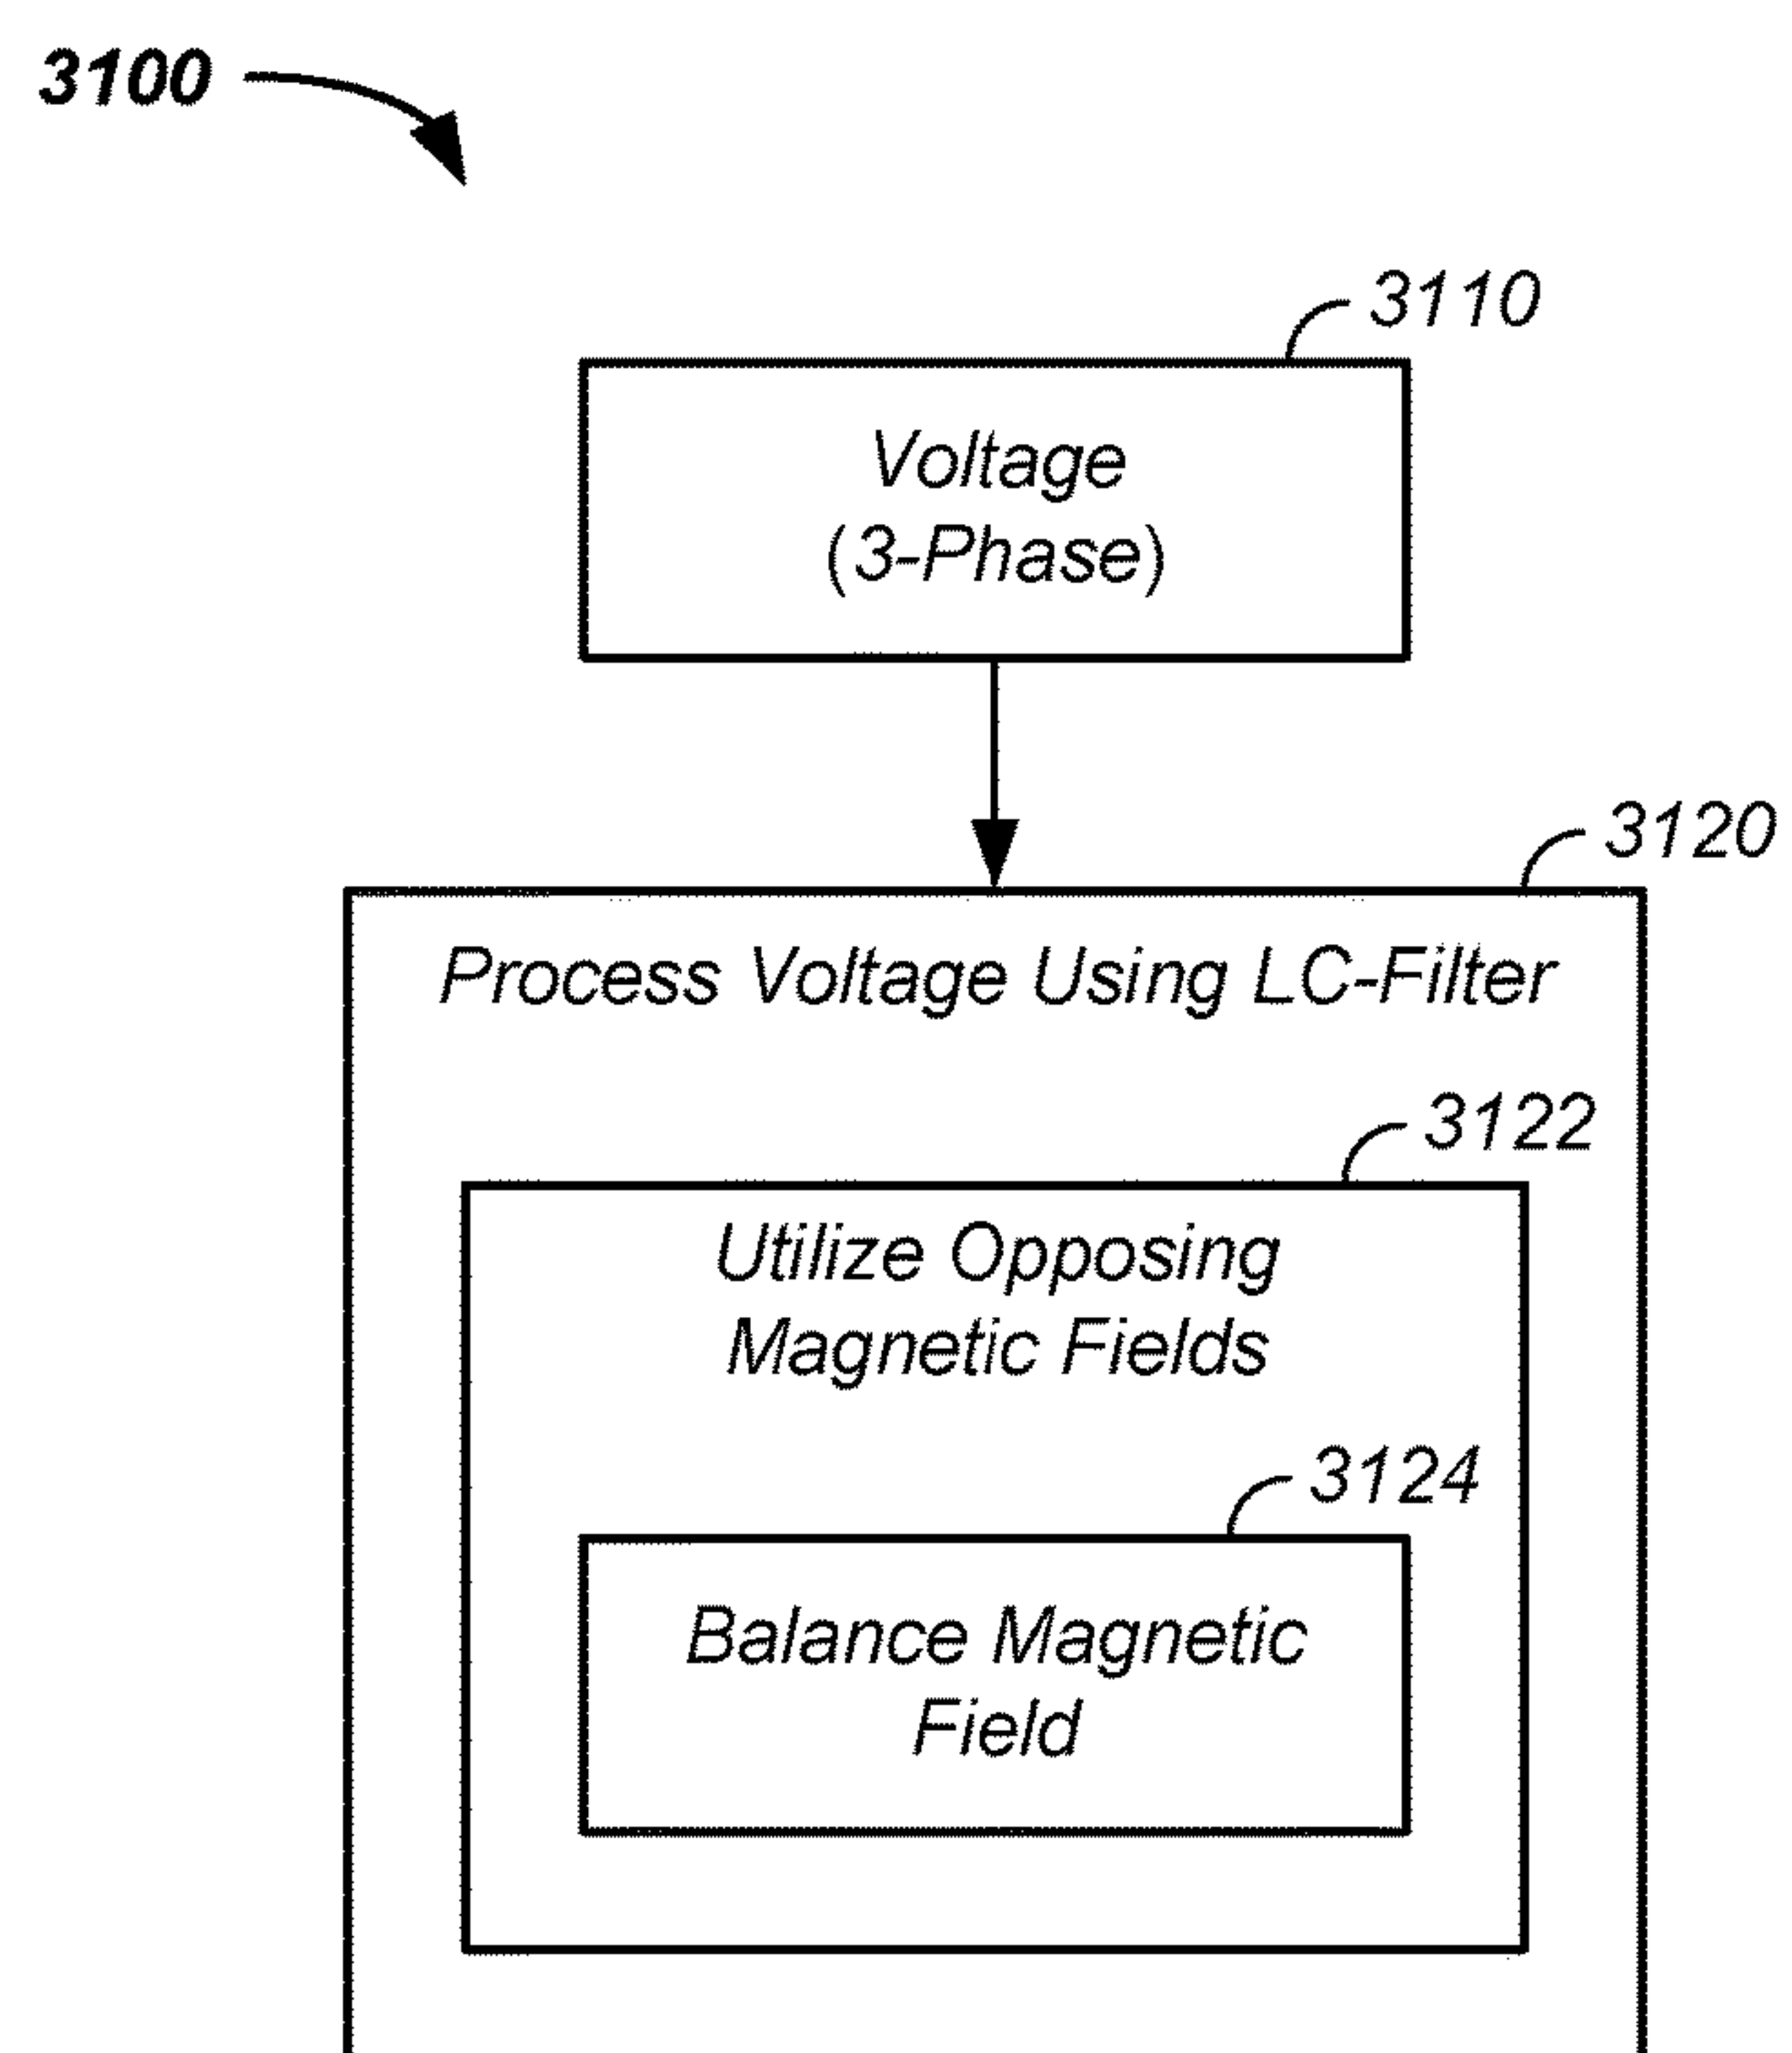 3100
3110
Voltage
(3-Phase)
3120
Process Voltage Using LC-Filter
3122
Utilize Opposing
Magnetic Fields
3124
Balance Magnetic
Field